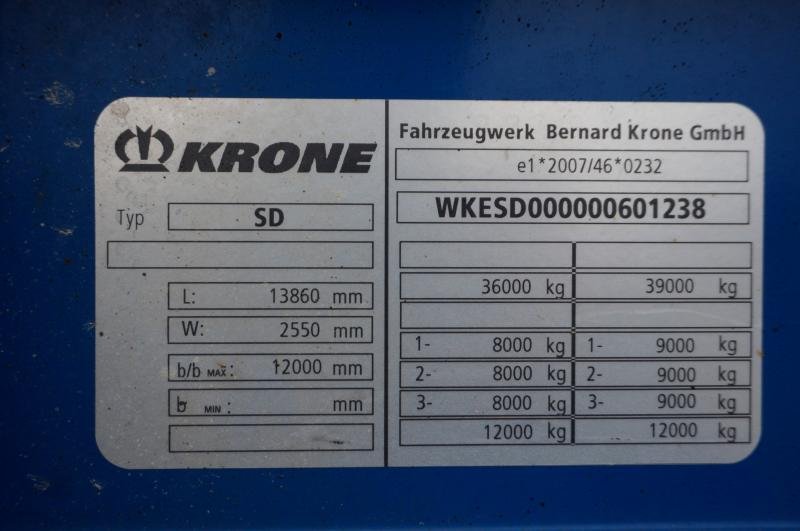 KRONE
Typ SD
L: 13860 mm
W: 2550 mm
b/b MAX: 12000 mm
b MIN: mm
Fahrzeugwerk Bernard Krone GmbH
e1*2007/46*0232
WKESD000000601238
36000 kg 39000 kg
1- 8000 kg 1- 9000 kg
2- 8000 kg 2- 9000 kg
3- 8000 kg 3- 9000 kg
12000 kg 12000 kg